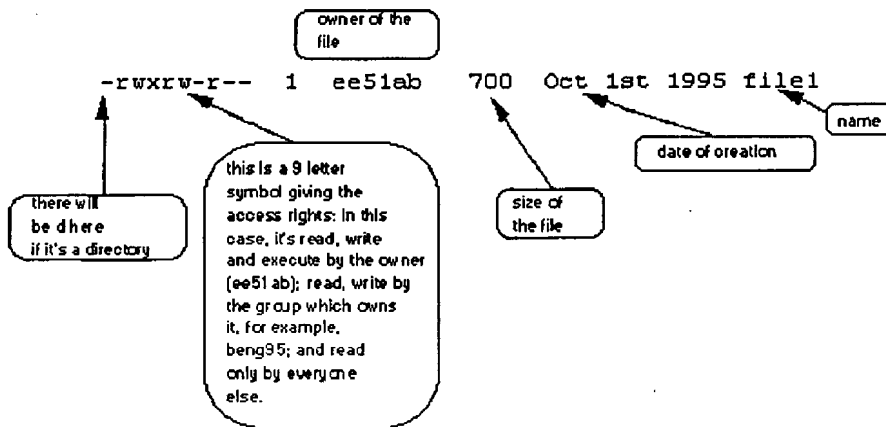 owner of the
file
-rwxrw-r-- 1 ee51ab 700 Oct 1st 1995 file1
name
date of creation
this is a 9 letter
symbol giving the
access rights: in this
case, it's read, write
and execute by the owner
(ee51ab); read, write by
the group which owns
it, for example,
beng95; and read
only by everyone
else.
there will
be d here
if it's a directory
size of
the file